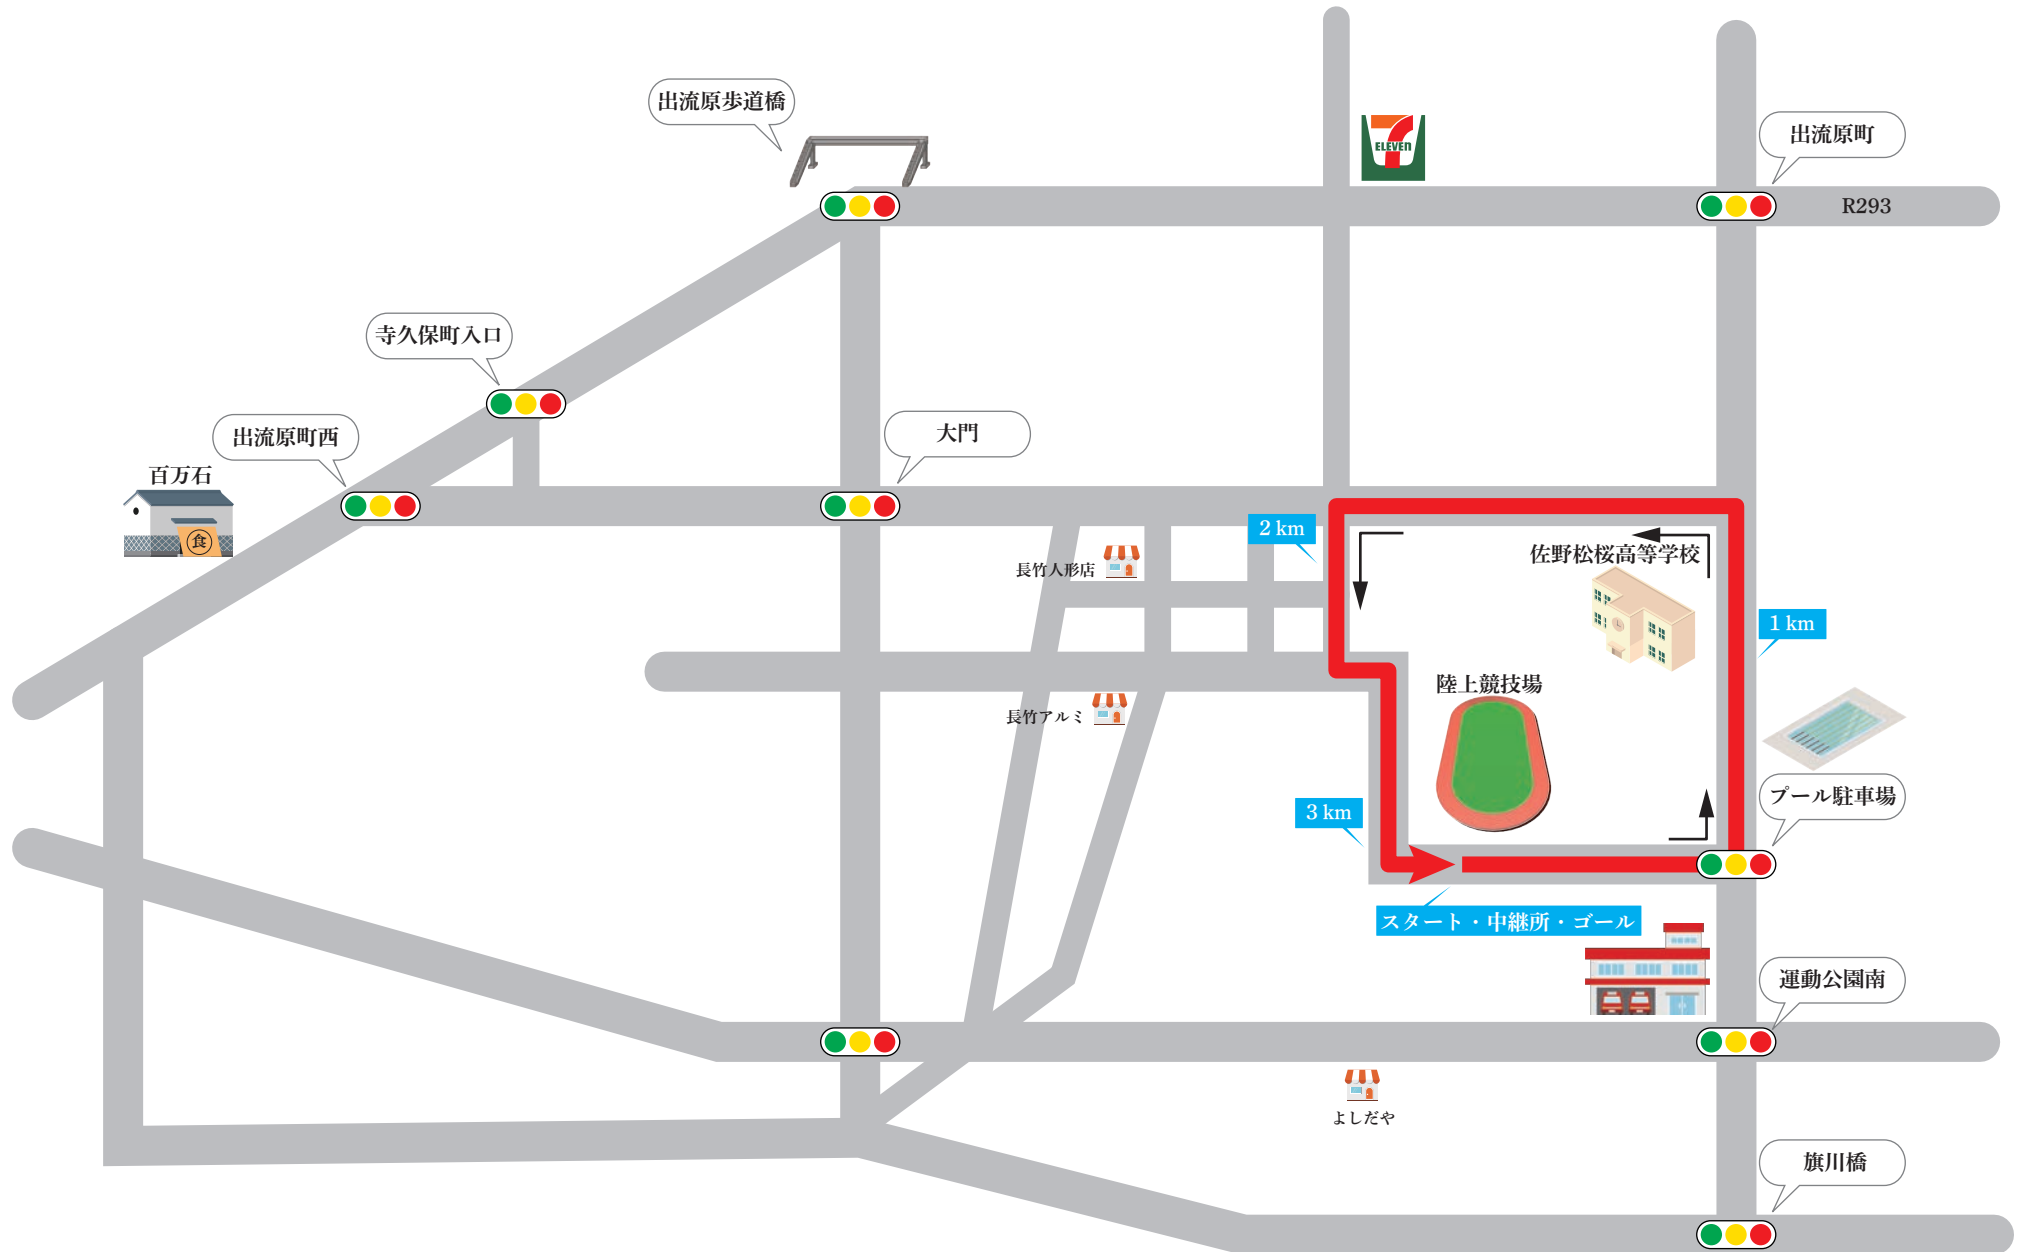 出流原歩道橋
ELEVEN
出流原町
R293
寺久保町入口
出流原町西
大門
百万石
食
2 km
佐野松桜高等学校
長竹人形店
1 km
陸上競技場
長竹アルミ
プール駐車場
3 km
スタート・中継所・ゴール
運動公園南
よしだや
旗川橋